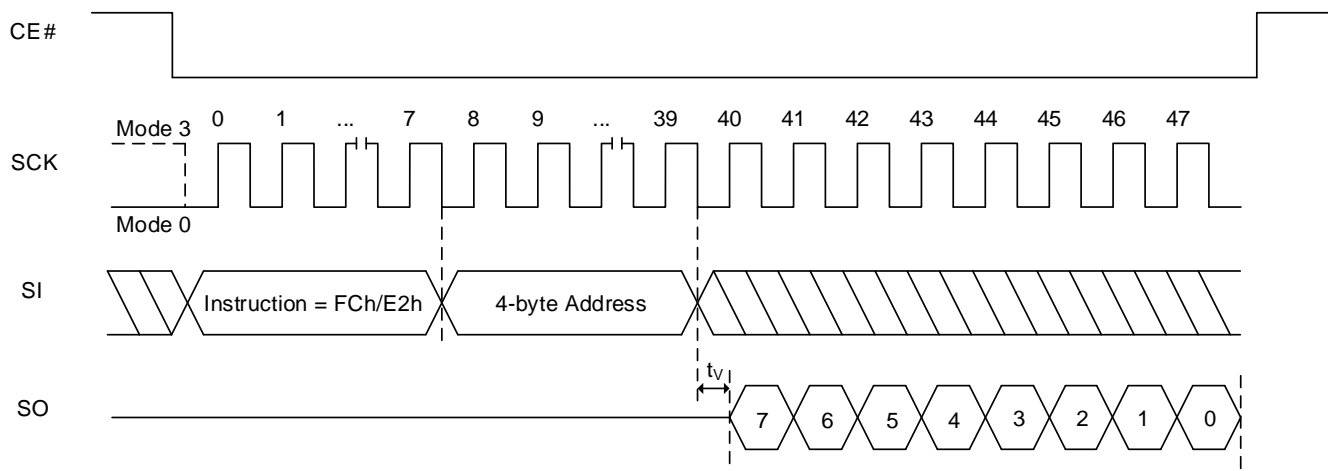 CE#
SCK
Mode 3
0 1 ... 7 8 9 ... 39 40 41 42 43 44 45 46 47
Mode 0
SI
Instruction = FCh/E2h
4-byte Address
tV
SO
7 6 5 4 3 2 1 0